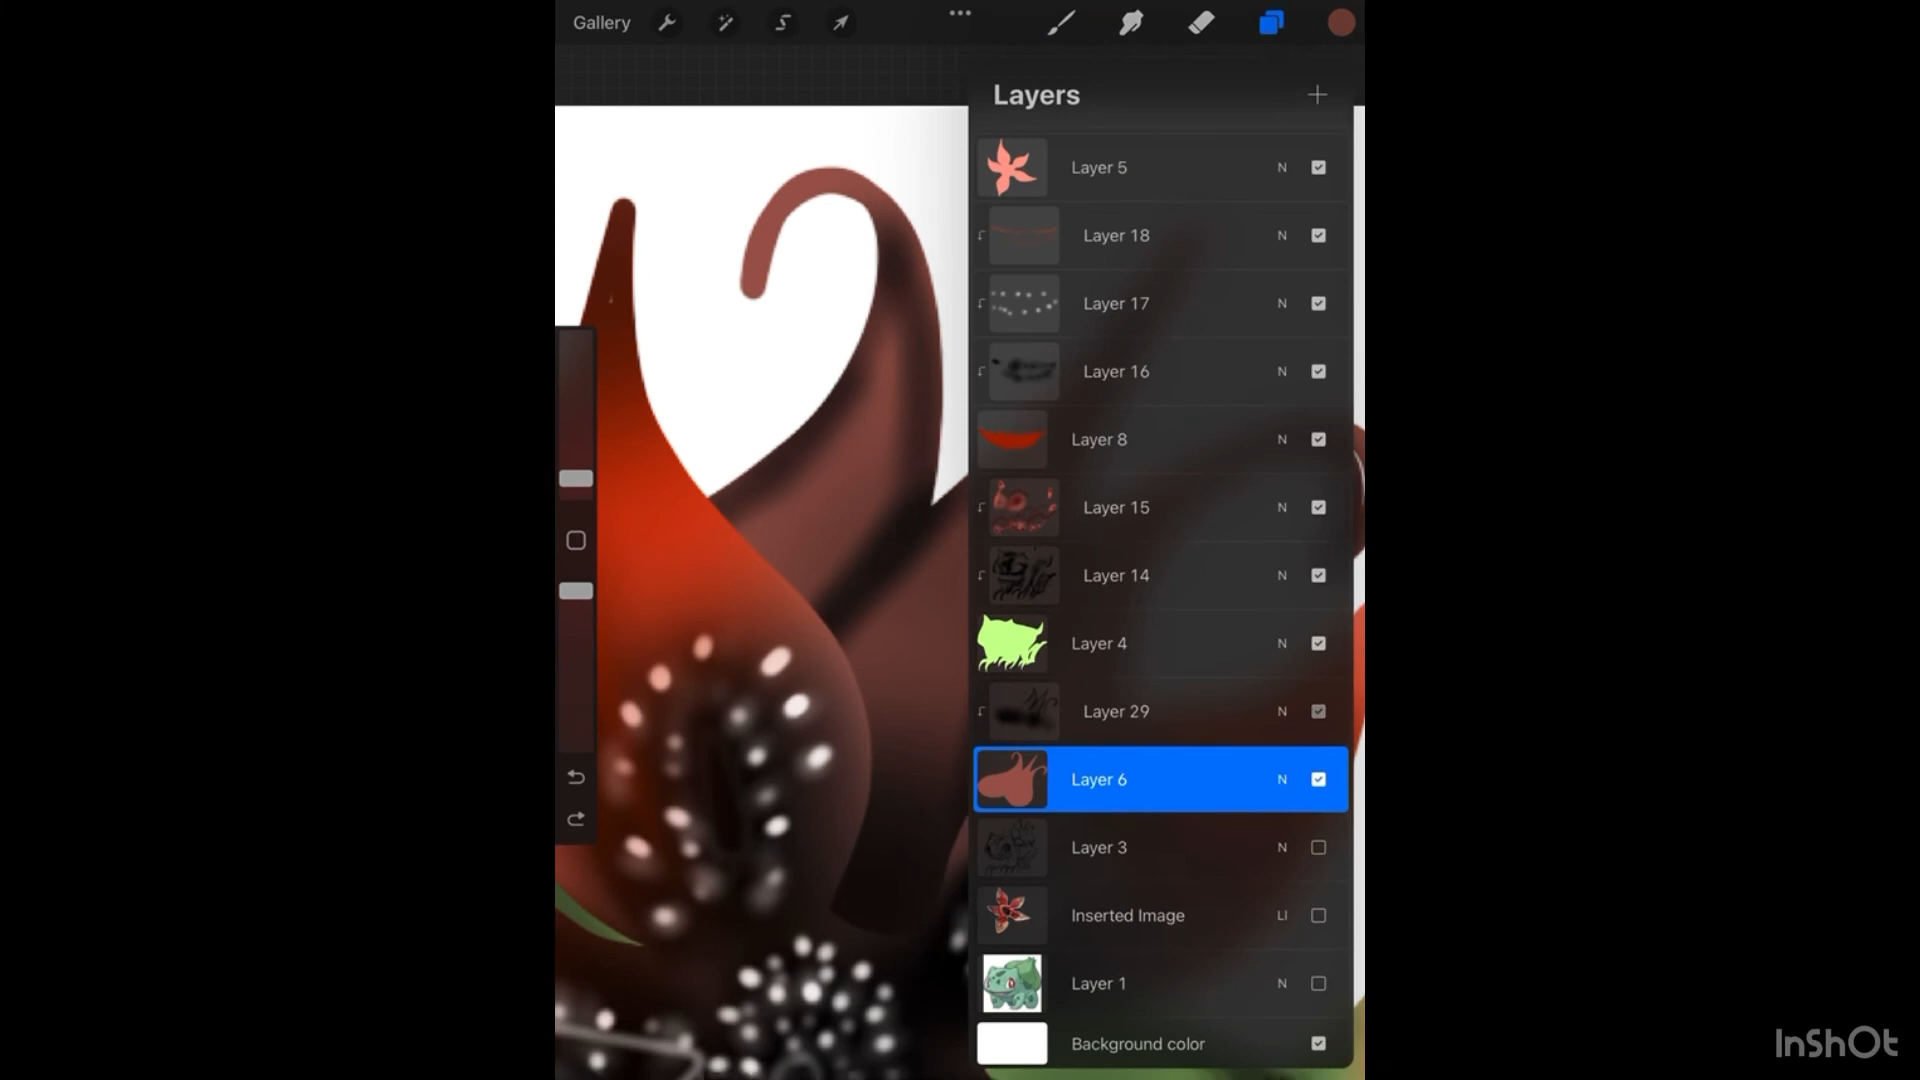 Gallery
Layers
Layer 5 N
Layer 18 N
Layer 17 N
Layer 16 N
Layer 8 N
Layer 15 N
Layer 14 N
Layer 4 N
Layer 29 N
Layer 6 N
Layer 3 N
Inserted Image LI
Layer 1 N
Background color
InShOt